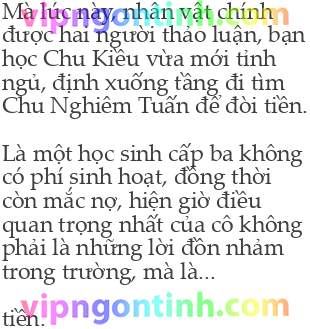 Mà lúc này, nhân vật chính
vipngontinh.com
được hai người thảo luận, bạn
học Chu Kiều vừa mới tỉnh
ngủ, định xuống tầng đi tìm
Chu Nghiêm Tuấn để đòi tiền.
Là một học sinh cấp ba không
có phí sinh hoạt, đồng thời
còn mắc nợ, hiện giờ điều
quan trọng nhất của cô không
phải là những lời đồn nhảm
trong trường, mà là...
vipngontinh.com
tiền.